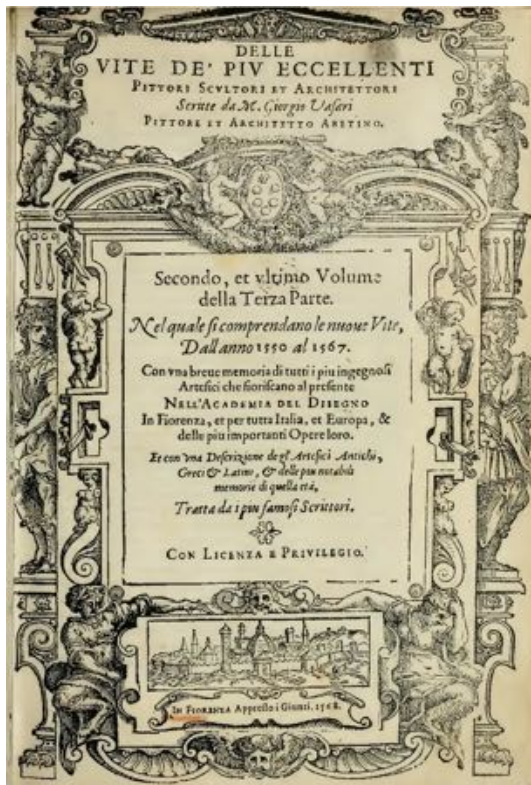 DELLE
VITE DE' PIV ECCELLENTI
PITTORI SCVLTORI ET ARCHITETTORI
Scritte da M. Giorgio Vasari
PITTORE ET ARCHITETTO ARETINO.
Secondo, et vltimo Volume
della Terza Parte.
Nel quale si comprendano le nuoue Vite,
Dall'anno 1550 al 1567.
Con vna breue memoria di tutti i piu ingegnosi
Artefici che fioriscano al presente
NELL'ACADEMIA DEL DISEGNO
In Fiorenza, et per tutta Italia, et Europa, &
delle piu importanti Opere loro.
Et con vna Descrizione de gl'Artefici Antichi,
Greci & Latini, & delle piu notabili
memorie di quella età,
Tratta da i piu famosi Scrittori.
CON LICENZA E PRIVILEGIO.
IN FIORENZA Appresso i Giunti. 1568.